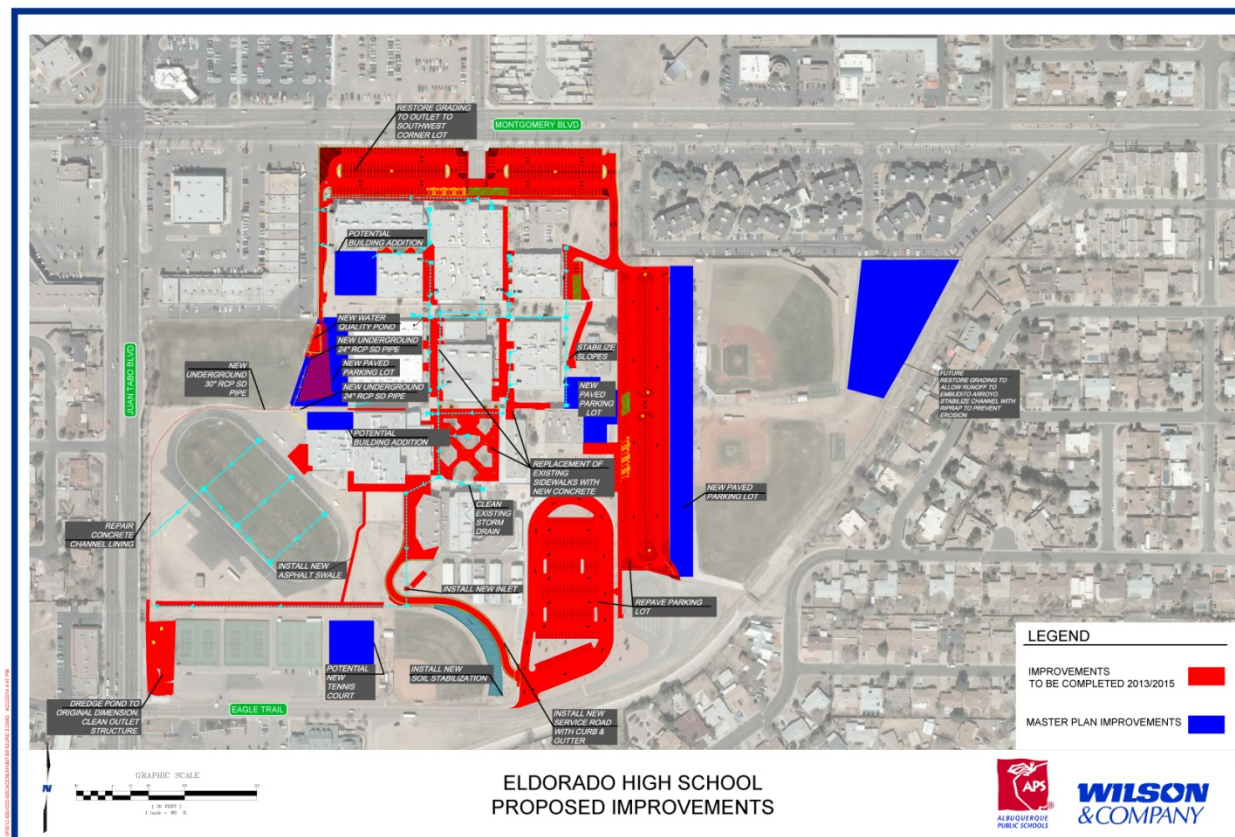 RESTORE GRADING
TO OUTLET TO
SOUTHWEST
CORNER LOT
MONTGOMERY BLVD
POTENTIAL
BUILDING ADDITION
NEW WATER
QUALITY POND
NEW UNDERGROUND
24" RCP SD PIPE
NEW PAVED
PARKING LOT
NEW UNDERGROUND
24" RCP SD PIPE
NEW
UNDERGROUND
30" RCP SD
PIPE
JUAN TABO BLVD
STABILIZE
SLOPES
NEW
PAVED
PARKING
LOT
FUTURE
RESTORE GRADING TO
ALLOW RUNOFF TO
EMBUDITO ARROYO.
STABILIZE CHANNEL WITH
RIPRAP TO PREVENT
EROSION
POTENTIAL
BUILDING ADDITION
REPLACEMENT OF
EXISTING
SIDEWALKS WITH
NEW CONCRETE
NEW PAVED
PARKING LOT
CLEAN
EXISTING
STORM
DRAIN
REPAIR
CONCRETE
CHANNEL LINING
INSTALL NEW
ASPHALT SWALE
INSTALL NEW INLET
REPAVE PARKING
LOT
POTENTIAL
NEW
TENNIS
COURT
INSTALL NEW
SOIL STABILIZATION
DREDGE POND TO
ORIGINAL DIMENSION.
CLEAN OUTLET
STRUCTURE.
EAGLE TRAIL
INSTALL NEW
SERVICE ROAD
WITH CURB &
GUTTER
LEGEND
IMPROVEMENTS
TO BE COMPLETED 2013/2015
MASTER PLAN IMPROVEMENTS
N
GRAPHIC SCALE
( IN FEET )
ELDORADO HIGH SCHOOL
PROPOSED IMPROVEMENTS
APS
ALBUQUERQUE
PUBLIC SCHOOLS
WILSON
&COMPANY